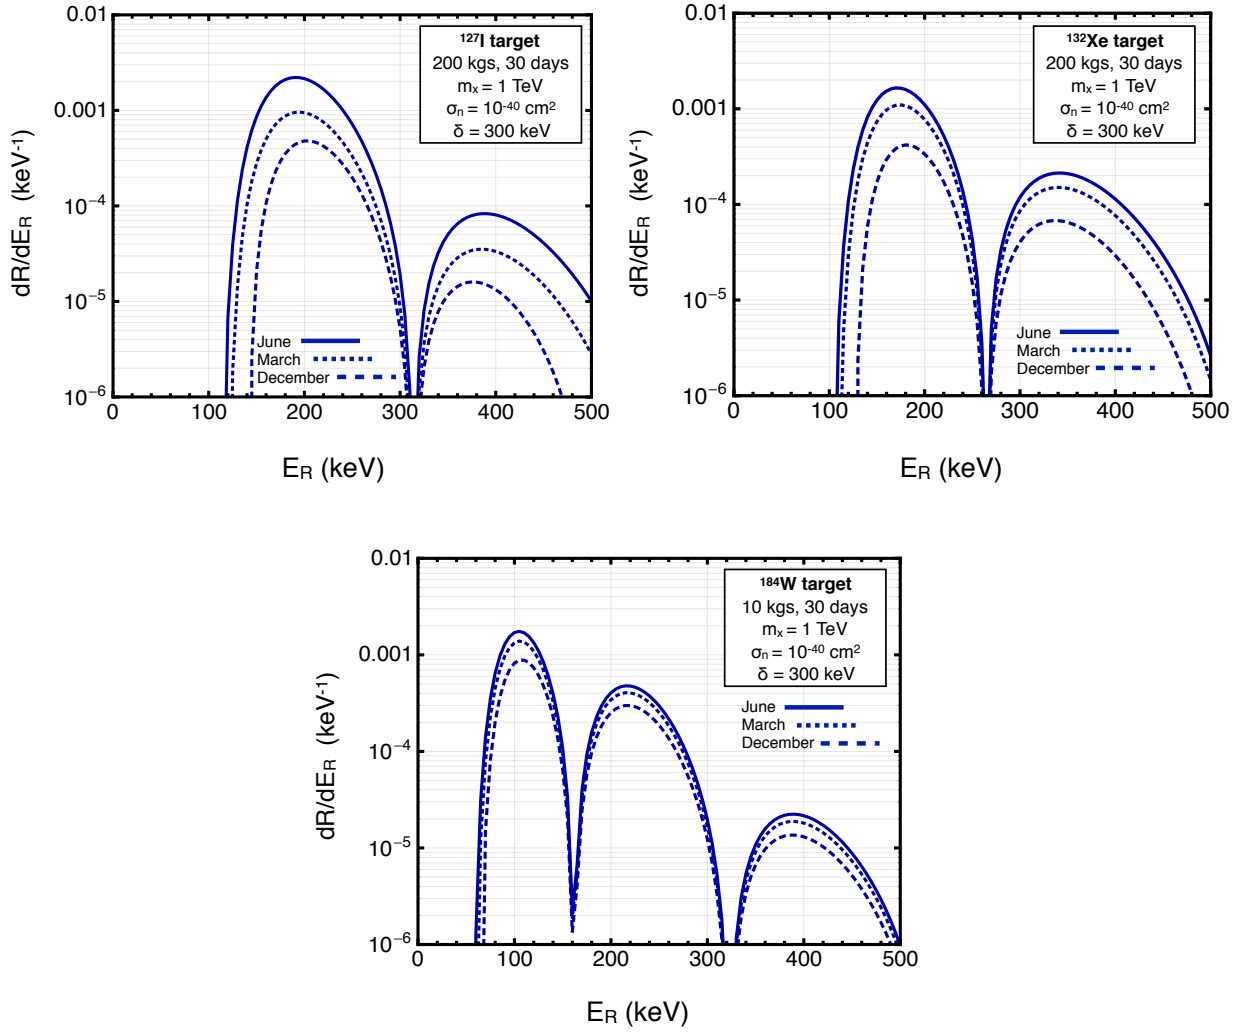 0.01
0.001
10⁻⁴
10⁻⁵
10⁻⁶
dR/dE_R (keV⁻¹)
¹²⁷I target
200 kgs, 30 days
mₓ = 1 TeV
σₙ = 10⁻⁴⁰ cm²
δ = 300 keV
June
March
December
0 100 200 300 400 500
E_R (keV)
0.01
0.001
10⁻⁴
10⁻⁵
10⁻⁶
dR/dE_R (keV⁻¹)
¹³²Xe target
200 kgs, 30 days
mₓ = 1 TeV
σₙ = 10⁻⁴⁰ cm²
δ = 300 keV
June
March
December
0 100 200 300 400 500
E_R (keV)
0.01
0.001
10⁻⁴
10⁻⁵
10⁻⁶
dR/dE_R (keV⁻¹)
¹⁸⁴W target
10 kgs, 30 days
mₓ = 1 TeV
σₙ = 10⁻⁴⁰ cm²
δ = 300 keV
June
March
December
0 100 200 300 400 500
E_R (keV)